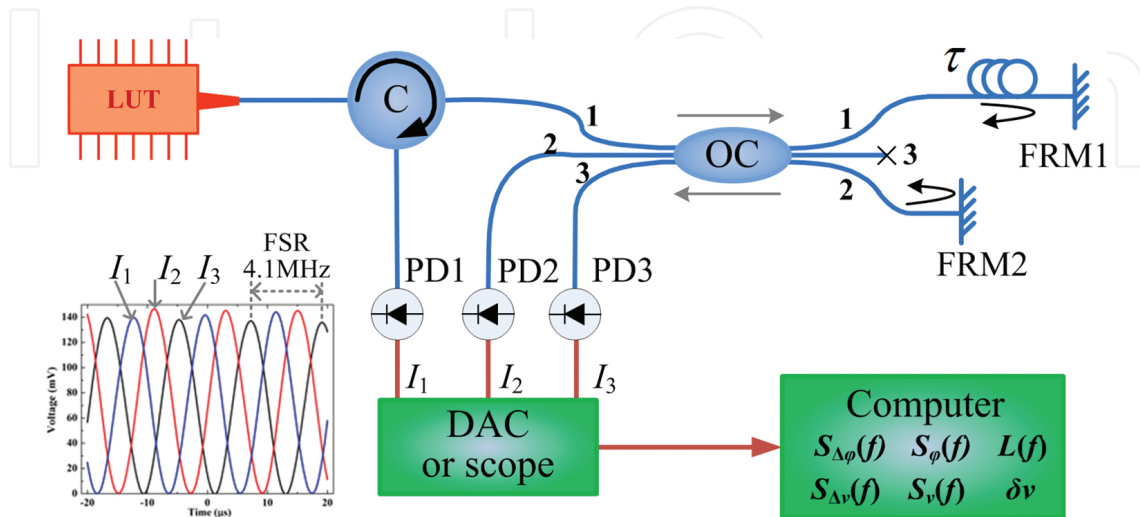 LUT
C
1
2
3
OC
τ
1
3
2
FRM1
FRM2
PD1
PD2
PD3
I1
I2
I3
DAC
or scope
Computer
SΔφ(f) Sφ(f) L(f)
SΔν(f) Sν(f) δν
I1 I2 I3
FSR
4.1MHz
Voltage (mV)
140
120
100
80
60
40
20
0
-20 -10 0 10 20
Time (μs)